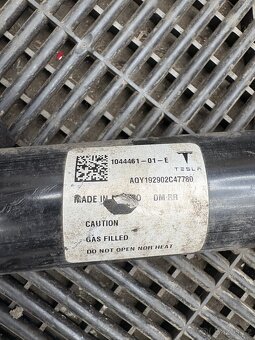 1044461-01-E
TESLA
AQY192902C47780
MADE IN DM RR
CAUTION
GAS FILLED
DO NOT OPEN NOR HEAT